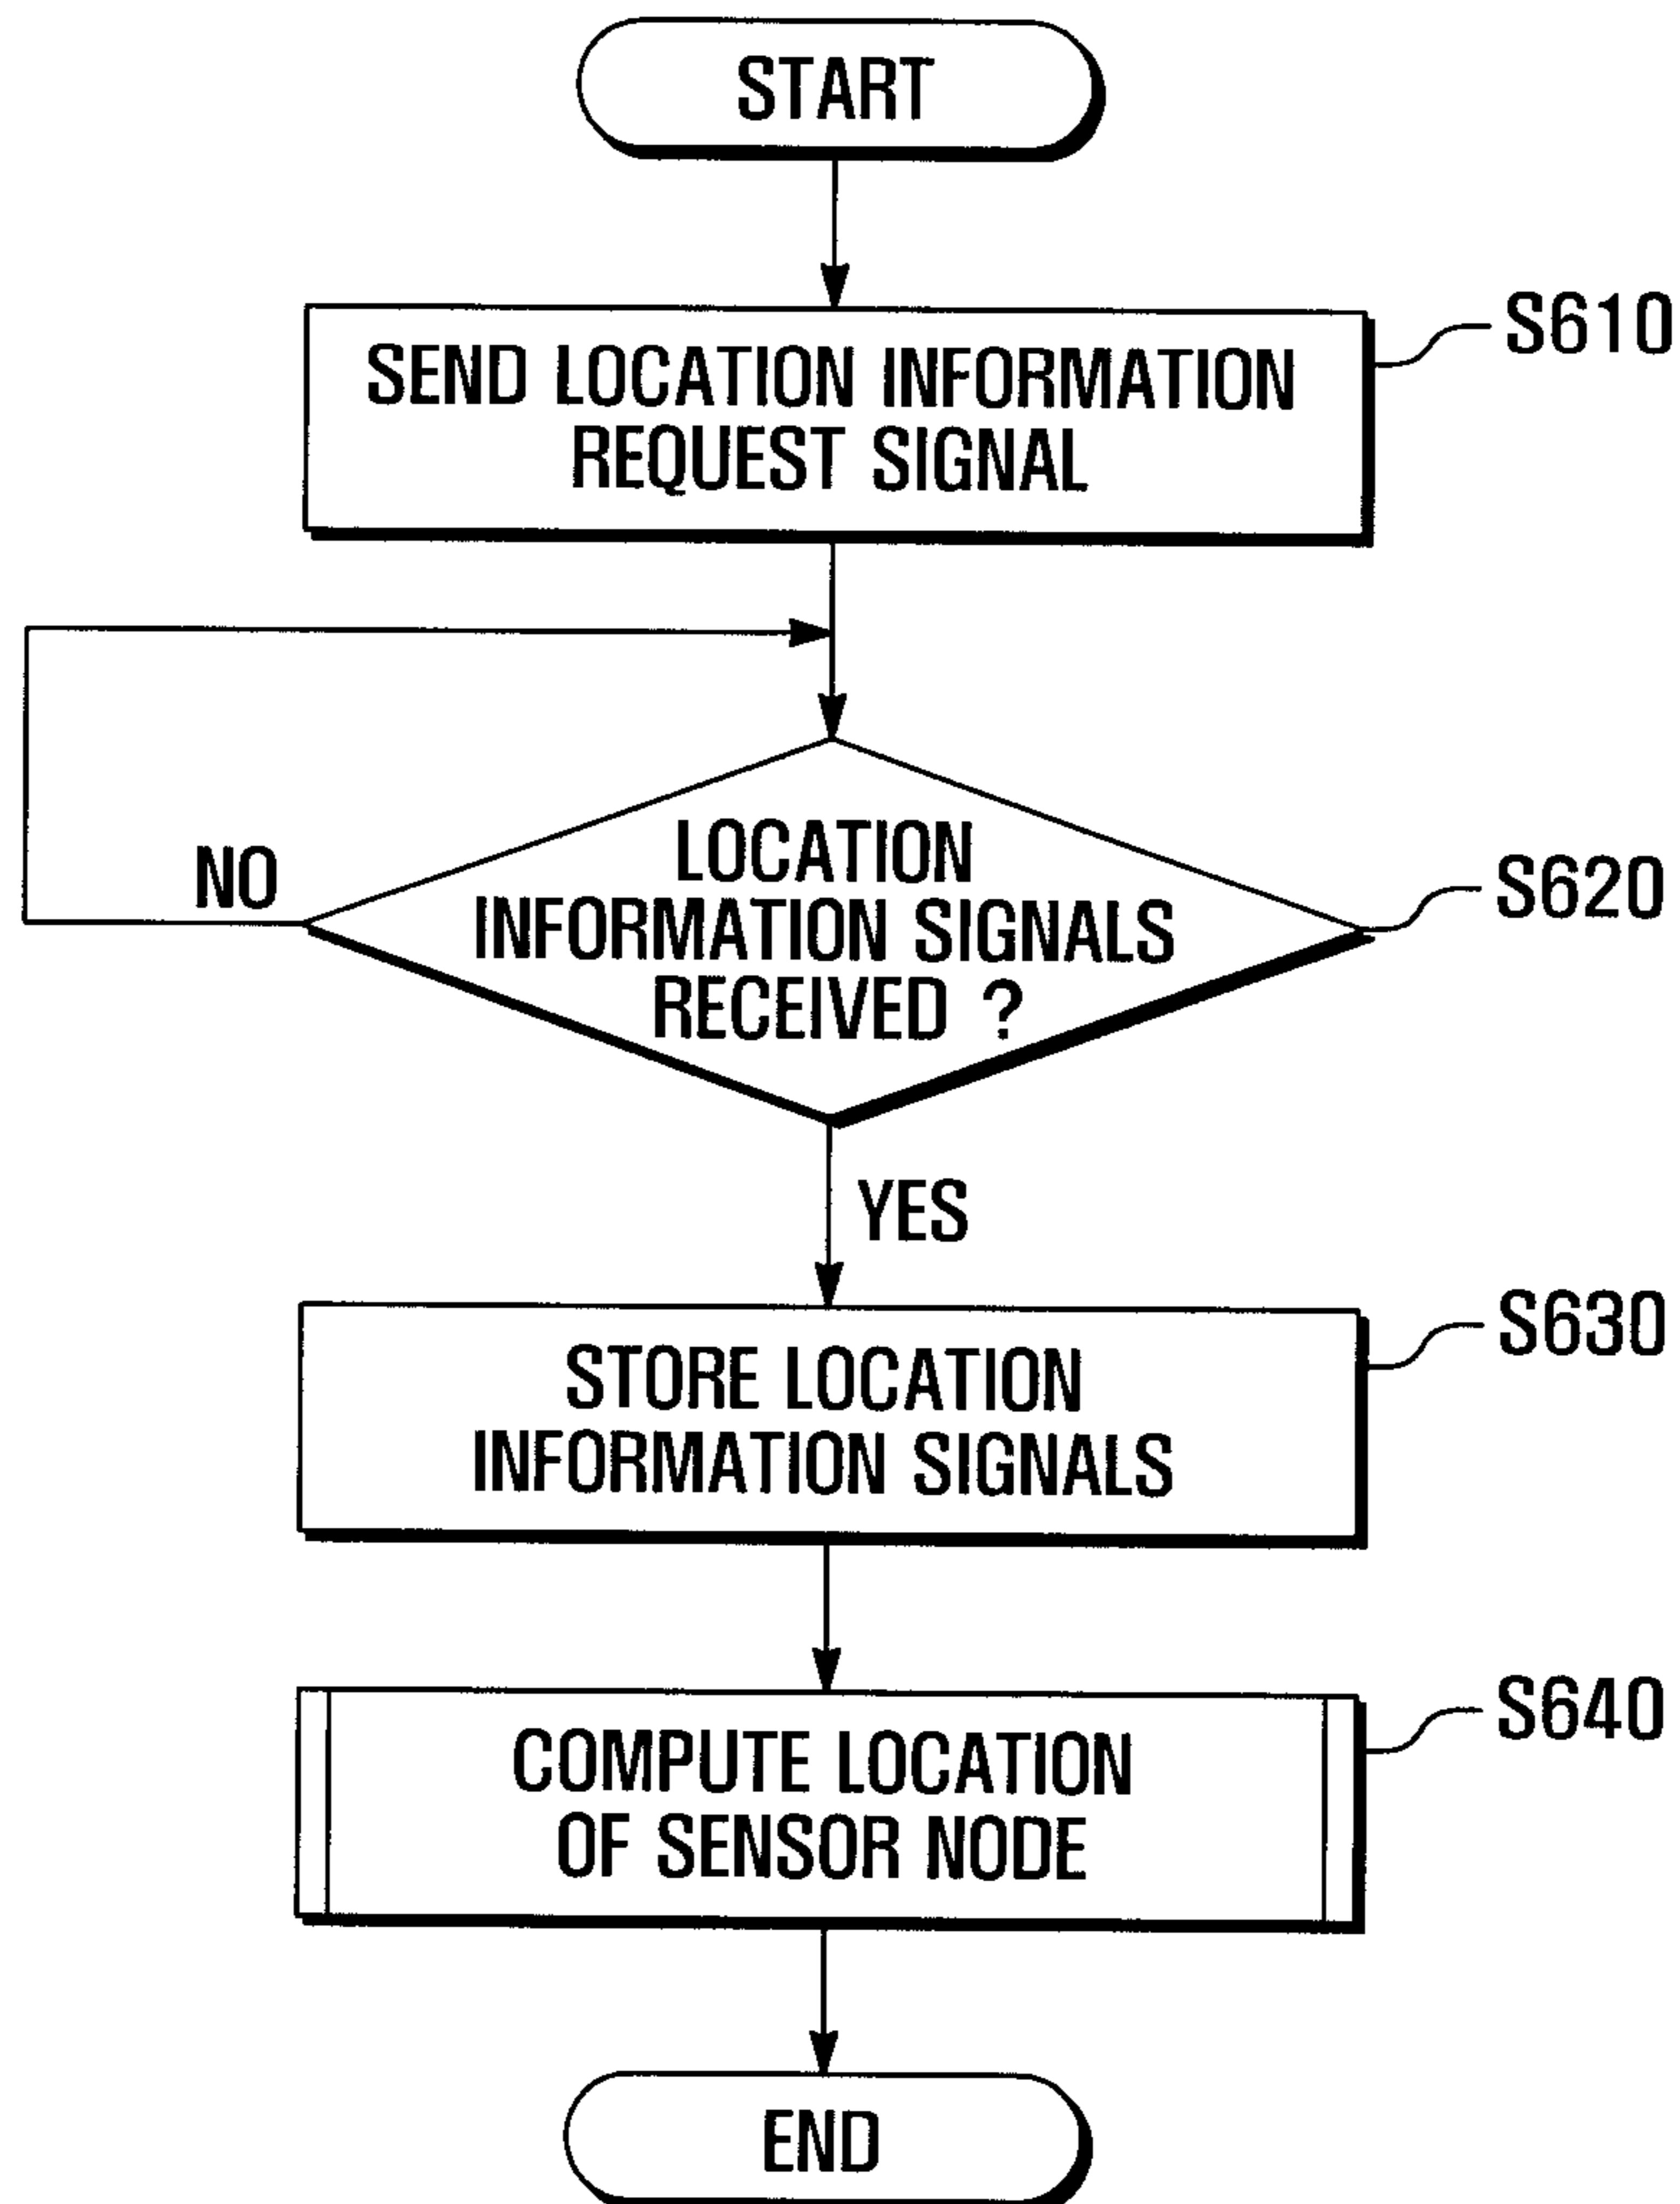 START
SEND LOCATION INFORMATION
REQUEST SIGNAL
S610
LOCATION
INFORMATION SIGNALS
RECEIVED ?
S620
NO
YES
STORE LOCATION
INFORMATION SIGNALS
S630
COMPUTE LOCATION
OF SENSOR NODE
S640
END